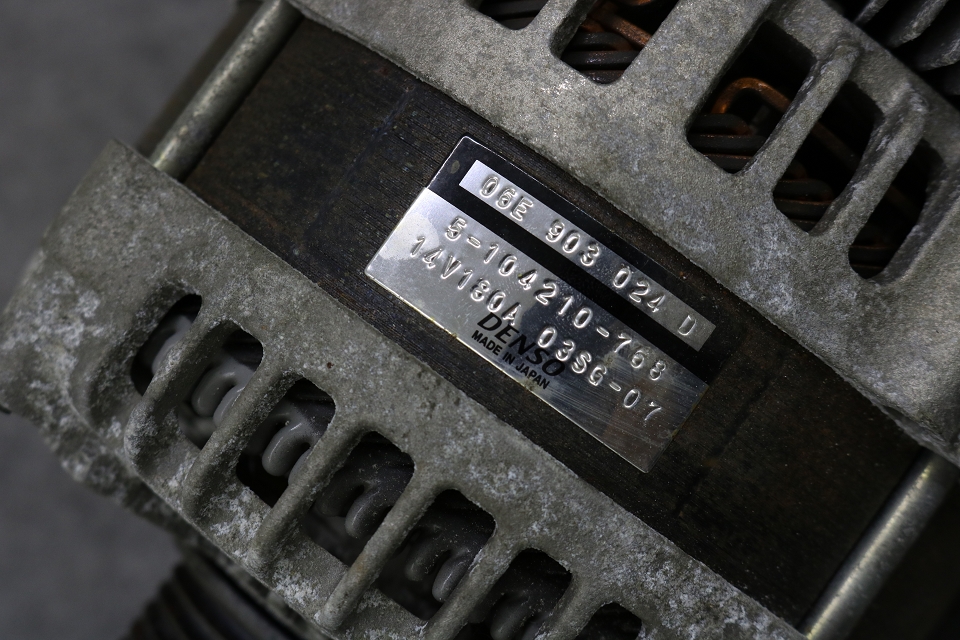 06E 903 024 D
5-104210-768
14V180A 03SG-07
DENSO
MADE IN JAPAN